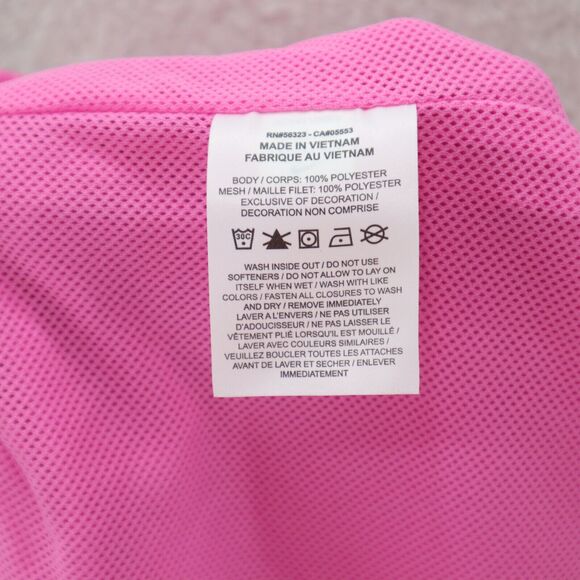 RN#56323 - CA#05553
MADE IN VIETNAM
FABRIQUE AU VIETNAM
BODY / CORPS: 100% POLYESTER
MESH / MAILLE FILET: 100% POLYESTER
EXCLUSIVE OF DECORATION /
DECORATION NON COMPRISE
30C
WASH INSIDE OUT / DO NOT USE
SOFTENERS / DO NOT ALLOW TO LAY ON
ITSELF WHEN WET / WASH WITH LIKE
COLORS / FASTEN ALL CLOSURES TO WASH
AND DRY / REMOVE IMMEDIATELY
LAVER A L'ENVERS / NE PAS UTILISER
D'ADOUCISSEUR / NE PAS LAISSER LE
VÊTEMENT PLIÉ LORSQU'IL EST MOUILLÉ /
LAVER AVEC COULEURS SIMILAIRES /
VEUILLEZ BOUCLER TOUTES LES ATTACHES
AVANT DE LAVER ET SECHER / ENLEVER
IMMEDIATEMENT